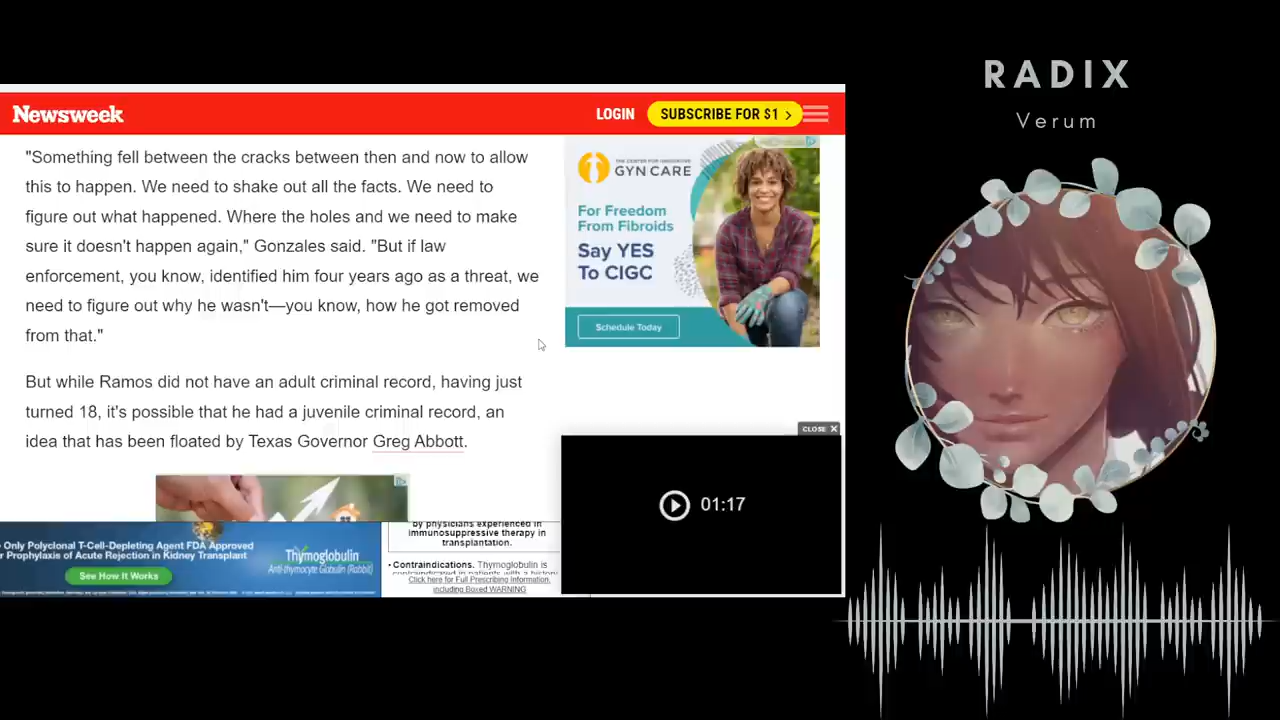 RADIX
Verum
Newsweek
LOGIN
SUBSCRIBE FOR $1 >
"Something fell between the cracks between then and now to allow
this to happen. We need to shake out all the facts. We need to
figure out what happened. Where the holes and we need to make
sure it doesn't happen again," Gonzales said. "But if law
enforcement, you know, identified him four years ago as a threat, we
need to figure out why he wasn't—you know, how he got removed
from that."
But while Ramos did not have an adult criminal record, having just
turned 18, it's possible that he had a juvenile criminal record, an
idea that has been floated by Texas Governor Greg Abbott.
GYN CARE
For Freedom
From Fibroids
Say YES
To CIGC
Schedule Today
CLOSE X
01:17
Only Polyclonal T-Cell-Depleting Agent FDA Approved
r Prophylaxis of Acute Rejection in Kidney Transplant
See How It Works
Thymoglobulin
Anti-thymocyte Globulin (Rabbit)
by physicians experienced in
immunosuppressive therapy in
transplantation.
• Contraindications. Thymoglobulin is
Click here for Full Prescribing Information,
including Boxed WARNING